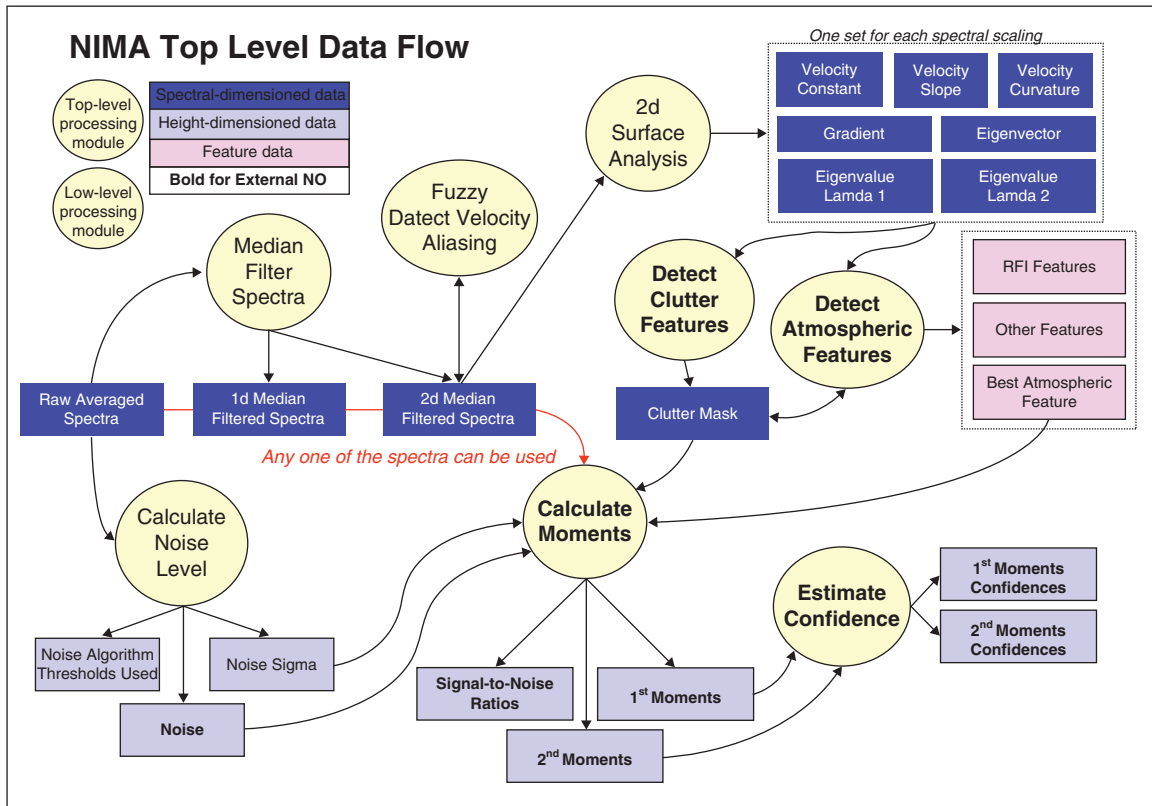 NIMA Top Level Data Flow
Top-level
processing
module
Low-level
processing
module
Spectral-dimensioned data
Height-dimensioned data
Feature data
Bold for External NO
One set for each spectral scaling
Velocity
Constant
Velocity
Slope
Velocity
Curvature
Gradient
Eigenvector
Eigenvalue
Lamda 1
Eigenvalue
Lamda 2
2d
Surface
Analysis
Fuzzy
Datect Velocity
Aliasing
Median
Filter
Spectra
Detect
Clutter
Features
Detect
Atmospheric
Features
RFI Features
Other Features
Best Atmospheric
Feature
Raw Averaged
Spectra
1d Median
Filtered Spectra
2d Median
Filtered Spectra
Clutter Mask
Any one of the spectra can be used
Calculate
Noise
Level
Calculate
Moments
Estimate
Confidence
1st Moments
Confidences
2nd Moments
Confidences
Noise Algorithm
Thresholds Used
Noise Sigma
Noise
Signal-to-Noise
Ratios
1st Moments
2nd Moments